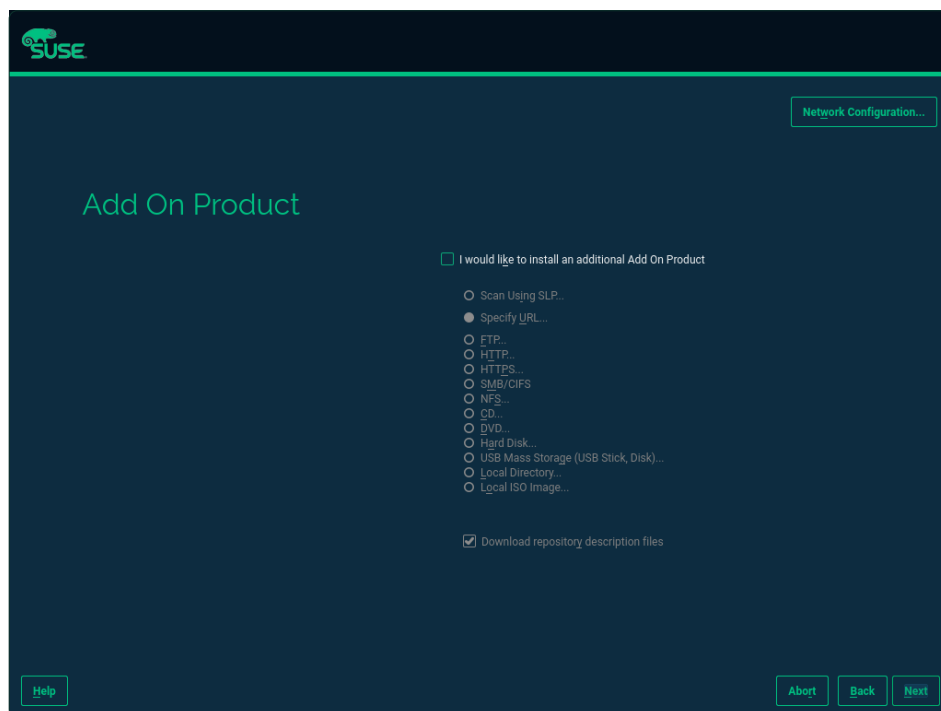 SUSE
Network Configuration...
Add On Product
I would like to install an additional Add On Product
Scan Using SLP...
Specify URL...
FTP...
HTTP...
HTTPS...
SMB/CIFS
NFS...
CD...
DVD...
Hard Disk...
USB Mass Storage (USB Stick, Disk)...
Local Directory...
Local ISO Image...
Download repository description files
Help
Abort
Back
Next